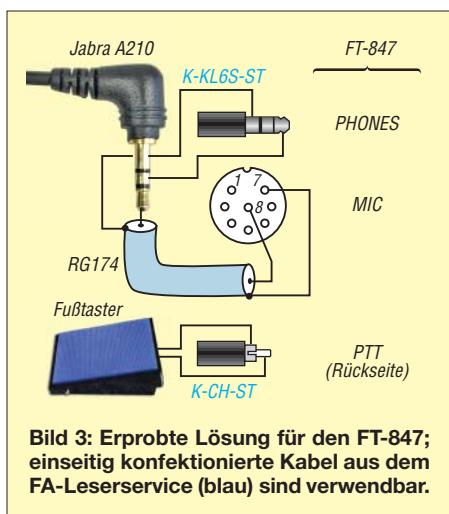 Jabra A210
FT-847
K-KL6S-ST
PHONES
1 7
8
MIC
RG174
Fußtaster
K-CH-ST
PTT
(Rückseite)
Bild 3: Erprobte Lösung für den FT-847;
einseitig konfektionierte Kabel aus dem
FA-Leserservice (blau) sind verwendbar.